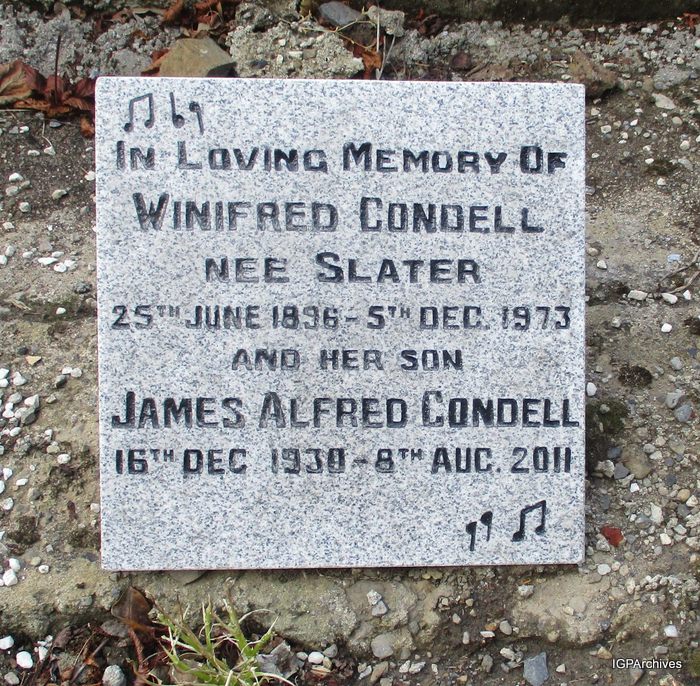 In Loving Memory Of
Winifred Condell
nee Slater
25th June 1896 - 5th Dec. 1973
and her son
James Alfred Condell
16th Dec 1930 - 8th Aug. 2011
IGPArchives